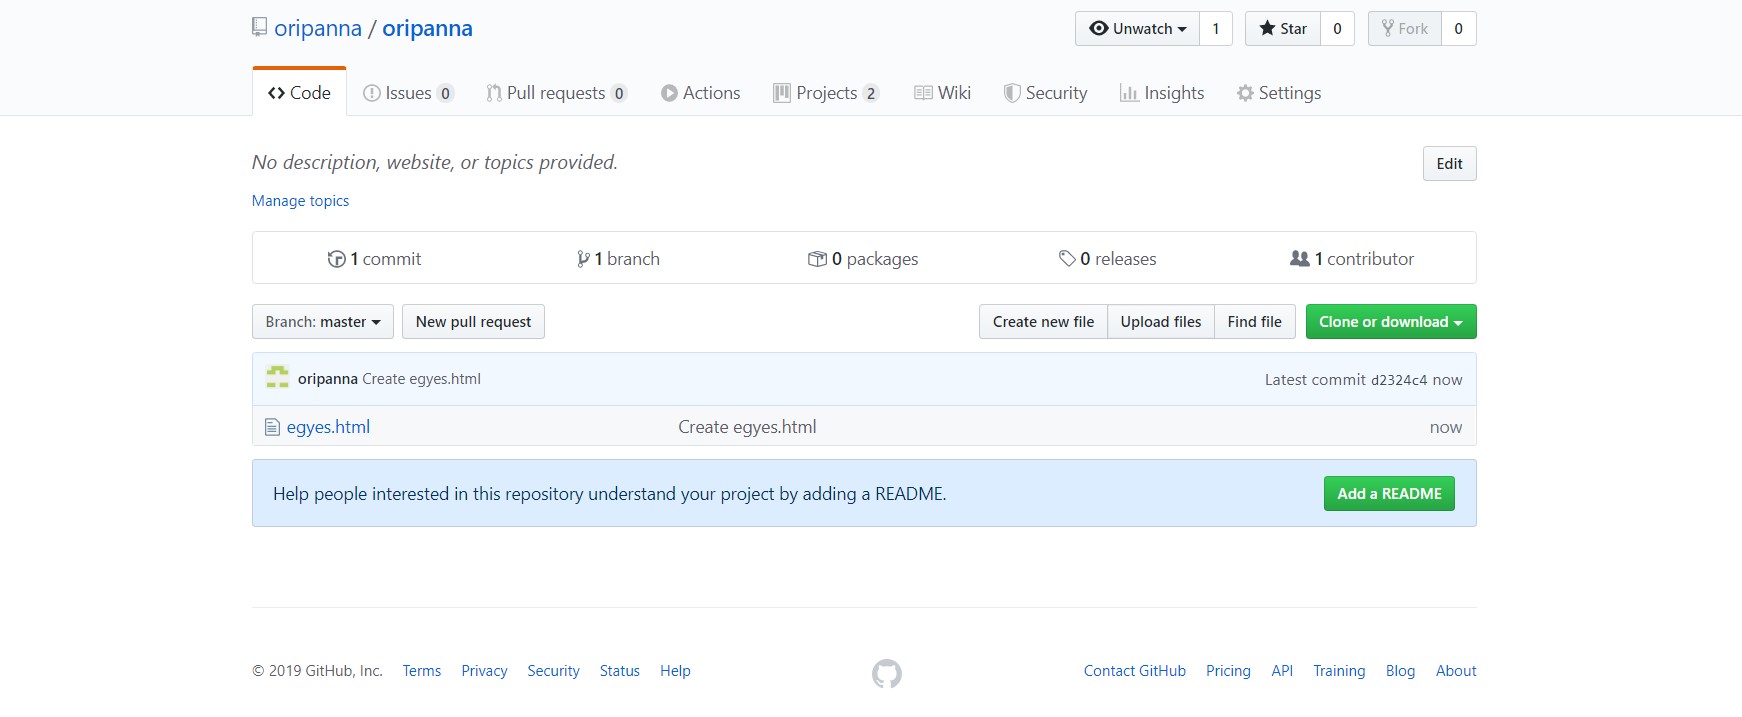 oripanna / oripanna Unwatch 1 Star 0 Fork 0
Code Issues 0 Pull requests 0 Actions Projects 2 Wiki Security Insights Settings
No description, website, or topics provided. Edit
Manage topics
1 commit 1 branch 0 packages 0 releases 1 contributor
Branch: master New pull request Create new file Upload files Find file Clone or download
oripanna Create egyes.html Latest commit d2324c4 now
egyes.html Create egyes.html now
Help people interested in this repository understand your project by adding a README. Add a README
© 2019 GitHub, Inc. Terms Privacy Security Status Help Contact GitHub Pricing API Training Blog About